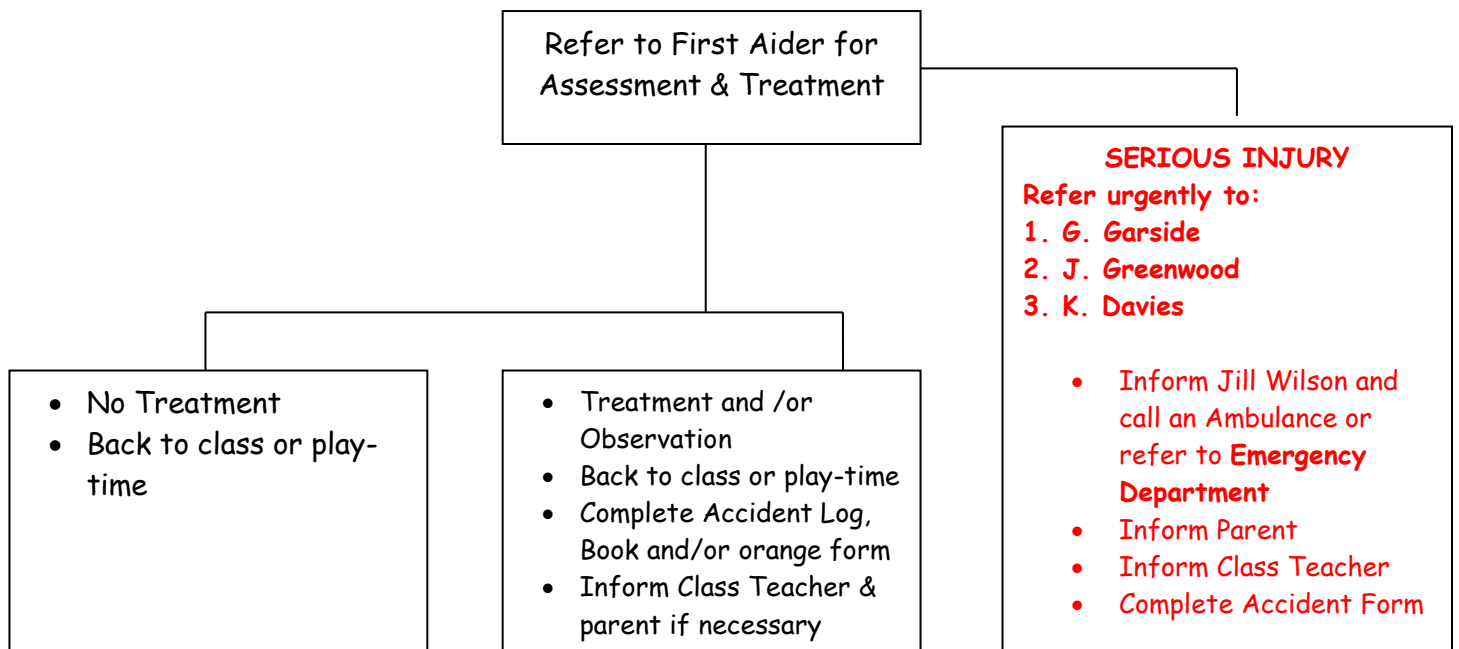 Refer to First Aider for
Assessment & Treatment
SERIOUS INJURY
Refer urgently to:
1. G. Garside
2. J. Greenwood
3. K. Davies
• Inform Jill Wilson and
call an Ambulance or
refer to Emergency
Department
• Inform Parent
• Inform Class Teacher
• Complete Accident Form
• No Treatment
• Back to class or play-
time
• Treatment and /or
Observation
• Back to class or play-time
• Complete Accident Log,
Book and/or orange form
• Inform Class Teacher &
parent if necessary